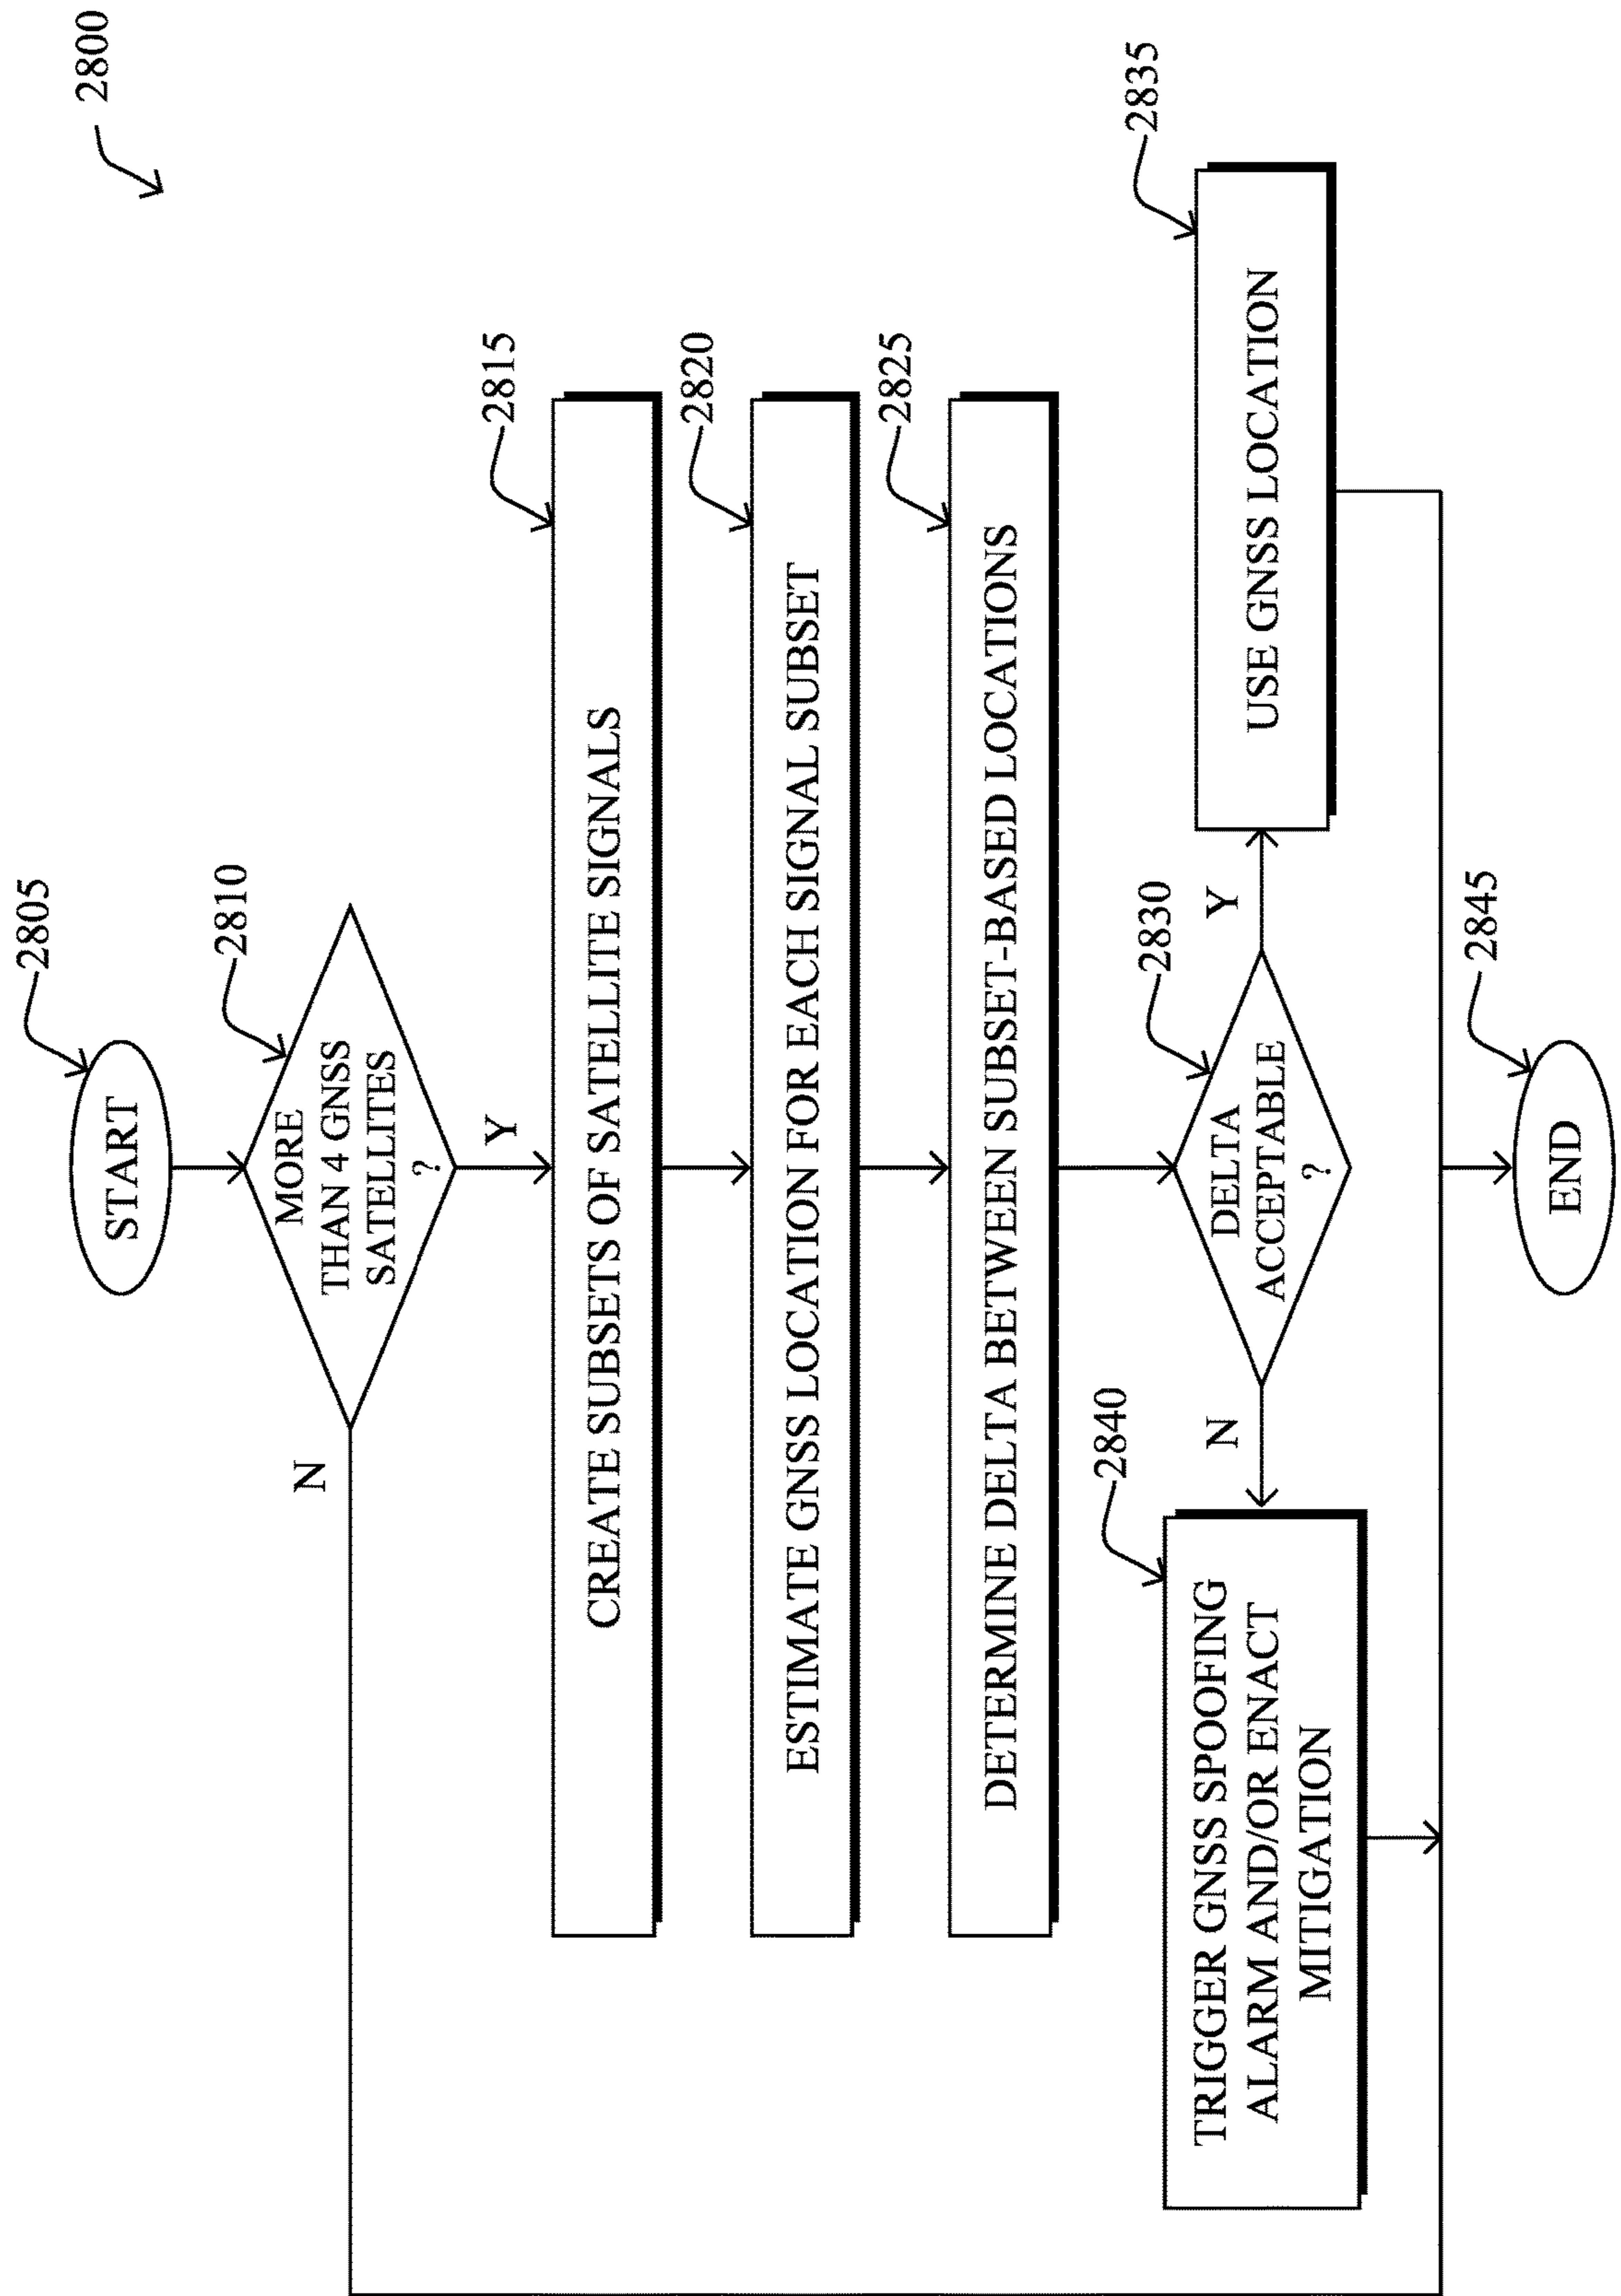 2800
START
2805
MORE
THAN 4 GNSS
SATELLITES
?
2810
N
Y
CREATE SUBSETS OF SATELLITE SIGNALS
2815
ESTIMATE GNSS LOCATION FOR EACH SIGNAL SUBSET
2820
DETERMINE DELTA BETWEEN SUBSET-BASED LOCATIONS
2825
DELTA
ACCEPTABLE
?
2830
N
Y
TRIGGER GNSS SPOOFING
ALARM AND/OR ENACT
MITIGATION
2840
USE GNSS LOCATION
2835
END
2845